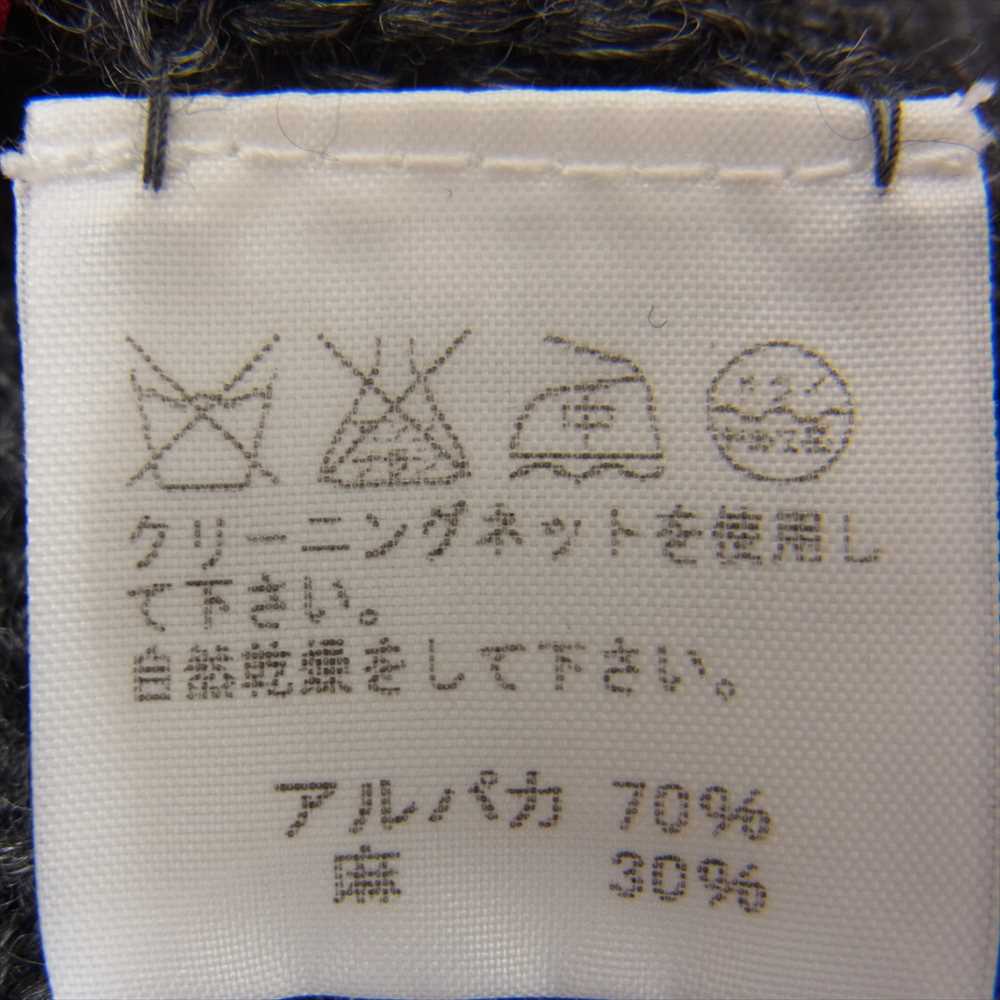 中
クリーニングネットを使用し
て下さい。
自然乾燥をして下さい。
アルパカ 70%
麻 30%